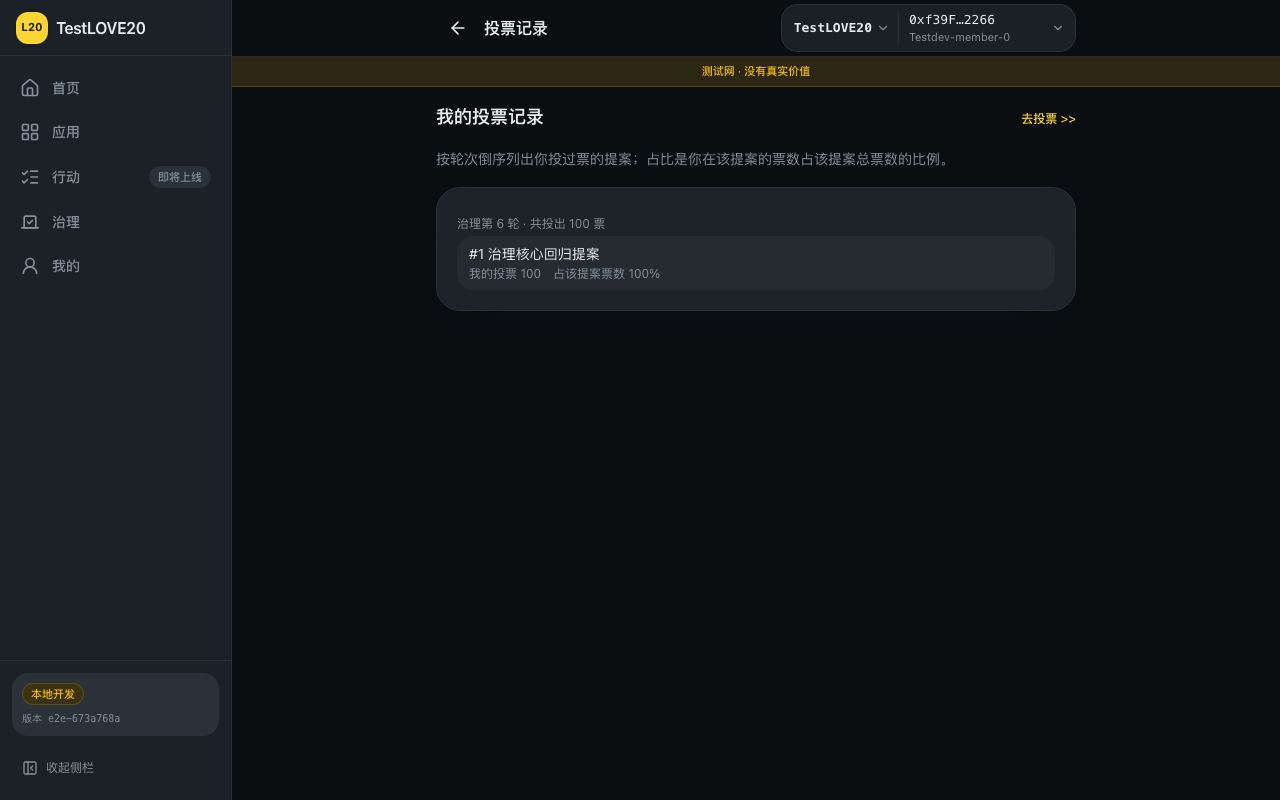 L20 TestLOVE20
首页
应用
行动 即将上线
治理
我的
本地开发
版本 e2e-673a768a
收起侧栏
投票记录
TestLOVE20
0xf39F…2266
Testdev-member-0
测试网 · 没有真实价值
我的投票记录
去投票 >>
按轮次倒序列出你投过票的提案；占比是你在该提案的票数占该提案总票数的比例。
治理第 6 轮 · 共投出 100 票
#1 治理核心回归提案
我的投票 100 占该提案票数 100%